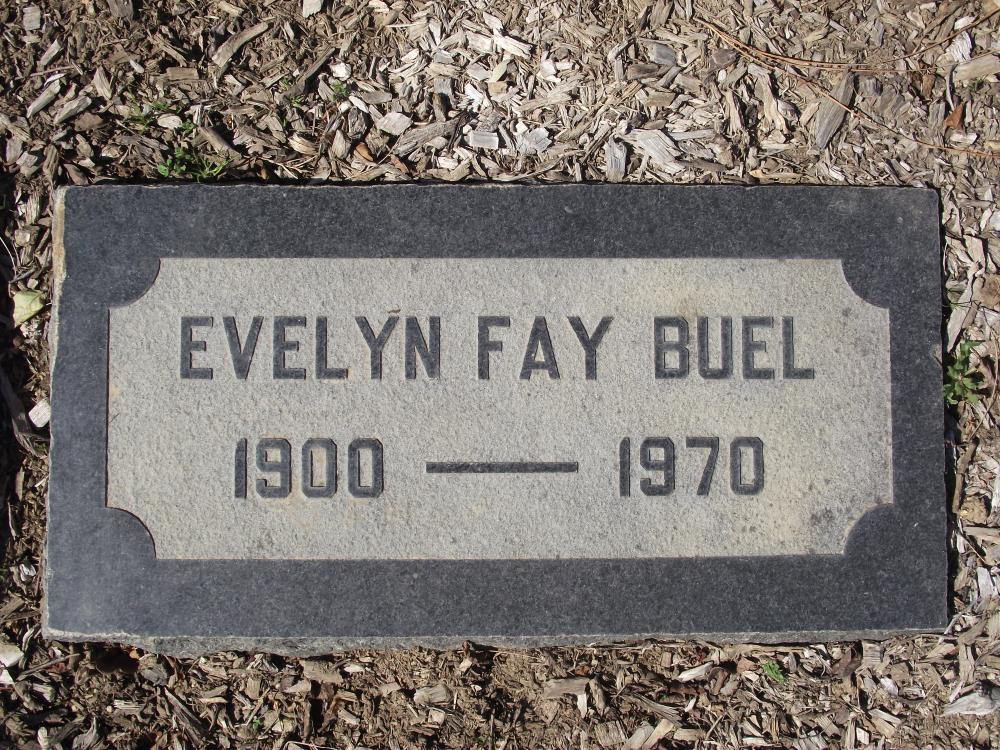 EVELYN FAY BUEL
1900 — 1970